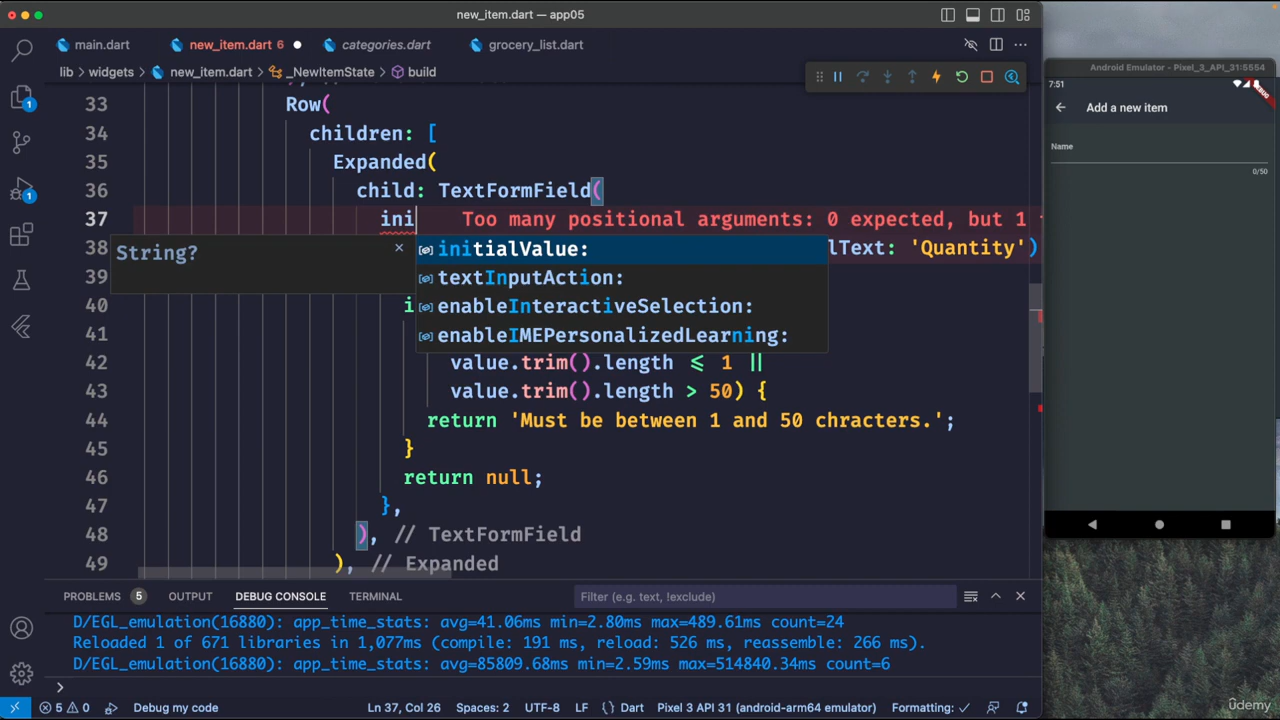 new_item.dart — app05
main.dart
new_item.dart 6
categories.dart
grocery_list.dart
lib > widgets > new_item.dart > _NewItemState > build
33 Row(
34 children: [
35 Expanded(
36 child: TextFormField(
37 ini Too many positional arguments: 0 expected, but 1
38 lText: 'Quantity')
String?
initialValue:
textInputAction:
enableInteractiveSelection:
enableIMEPersonalizedLearning:
39
40 i
41
42 value.trim().length ≤ 1 ||
43 value.trim().length > 50) {
44 return 'Must be between 1 and 50 chracters.';
45 }
46 return null;
47 },
48 ), // TextFormField
49 ), // Expanded
PROBLEMS 5 OUTPUT DEBUG CONSOLE TERMINAL
Filter (e.g. text, !exclude)
D/EGL_emulation(16880): app_time_stats: avg=41.06ms min=2.80ms max=489.61ms count=24
Reloaded 1 of 671 libraries in 1,077ms (compile: 191 ms, reload: 526 ms, reassemble: 266 ms).
D/EGL_emulation(16880): app_time_stats: avg=85809.68ms min=2.59ms max=514840.34ms count=6
>
5 0 Debug my code Ln 37, Col 26 Spaces: 2 UTF-8 LF {} Dart Pixel 3 API 31 (android-arm64 emulator) Formatting: ✓
1
1
Android Emulator - Pixel_3_API_31:5554
7:51
DEBUG
Add a new item
Name
0/50
ûdemy